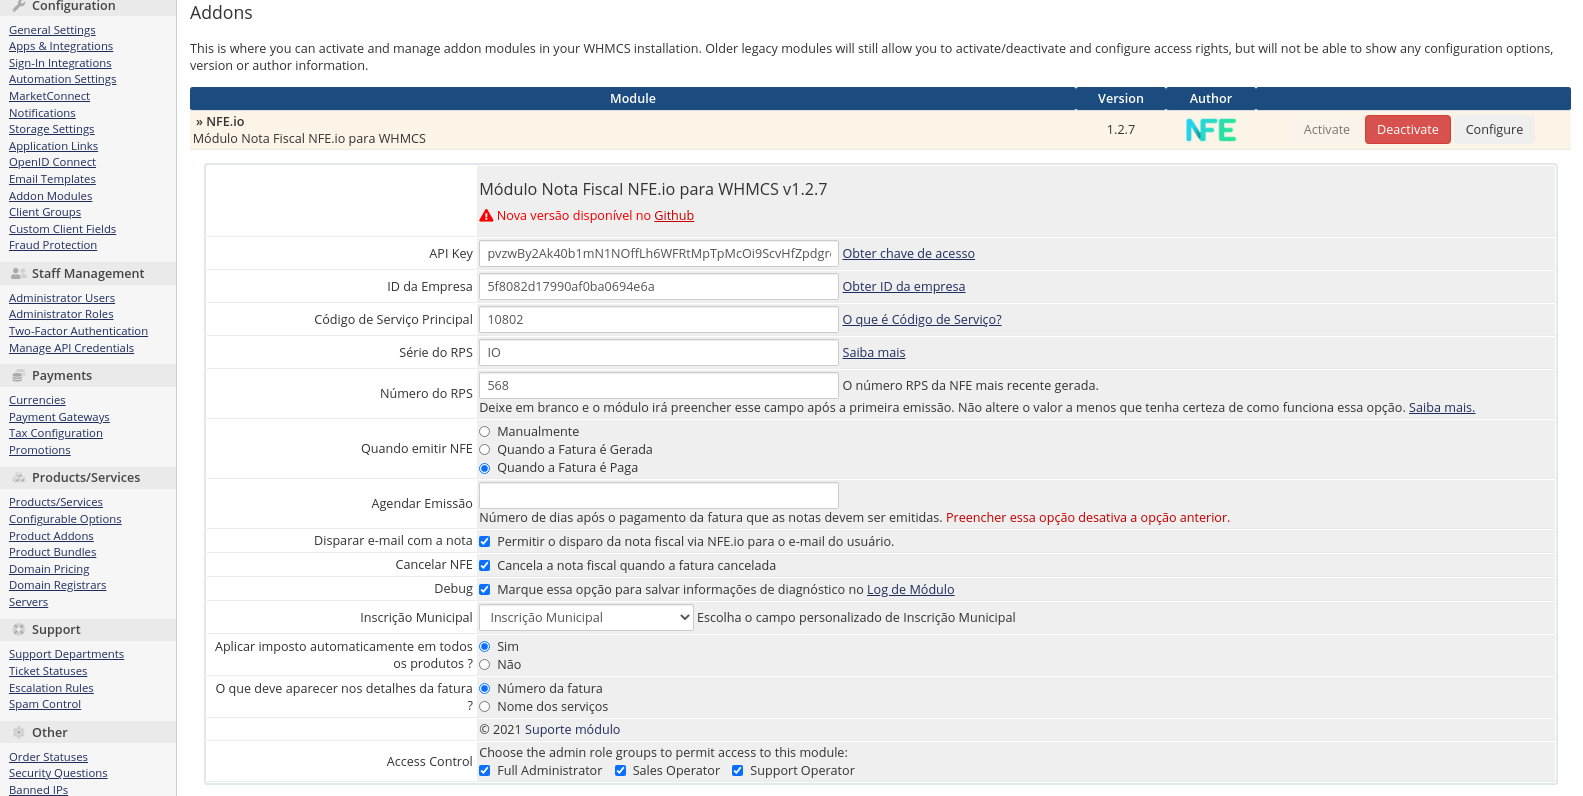 Configuration
General Settings
Apps & Integrations
Sign-In Integrations
Automation Settings
MarketConnect
Notifications
Storage Settings
Application Links
OpenID Connect
Email Templates
Addon Modules
Client Groups
Custom Client Fields
Fraud Protection
Staff Management
Administrator Users
Administrator Roles
Two-Factor Authentication
Manage API Credentials
Payments
Currencies
Payment Gateways
Tax Configuration
Promotions
Products/Services
Products/Services
Configurable Options
Product Addons
Product Bundles
Domain Pricing
Domain Registrars
Servers
Support
Support Departments
Ticket Statuses
Escalation Rules
Spam Control
Other
Order Statuses
Security Questions
Banned IPs
Addons
This is where you can activate and manage addon modules in your WHMCS installation. Older legacy modules will still allow you to activate/deactivate and configure access rights, but will not be able to show any configuration options,
version or author information.
Module Version Author
» NFE.io
Módulo Nota Fiscal NFE.io para WHMCS 1.2.7 NFE Activate Deactivate Configure
Módulo Nota Fiscal NFE.io para WHMCS v1.2.7
Nova versão disponível no Github
API Key pvzwBy2Ak40b1mN1NOffLh6WFRtMpTpMcOi9ScvHfZpdgr Obter chave de acesso
ID da Empresa 5f8082d17990af0ba0694e6a Obter ID da empresa
Código de Serviço Principal 10802 O que é Código de Serviço?
Série do RPS IO Saiba mais
Número do RPS 568 O número RPS da NFE mais recente gerada.
Deixe em branco e o módulo irá preencher esse campo após a primeira emissão. Não altere o valor a menos que tenha certeza de como funciona essa opção. Saiba mais.
Quando emitir NFE Manualmente
Quando a Fatura é Gerada
Quando a Fatura é Paga
Agendar Emissão
Número de dias após o pagamento da fatura que as notas devem ser emitidas. Preencher essa opção desativa a opção anterior.
Disparar e-mail com a nota Permitir o disparo da nota fiscal via NFE.io para o e-mail do usuário.
Cancelar NFE Cancela a nota fiscal quando a fatura cancelada
Debug Marque essa opção para salvar informações de diagnóstico no Log de Módulo
Inscrição Municipal Inscrição Municipal Escolha o campo personalizado de Inscrição Municipal
Aplicar imposto automaticamente em todos
os produtos ? Sim
Não
O que deve aparecer nos detalhes da fatura
? Número da fatura
Nome dos serviços
© 2021 Suporte módulo
Access Control Choose the admin role groups to permit access to this module:
Full Administrator Sales Operator Support Operator